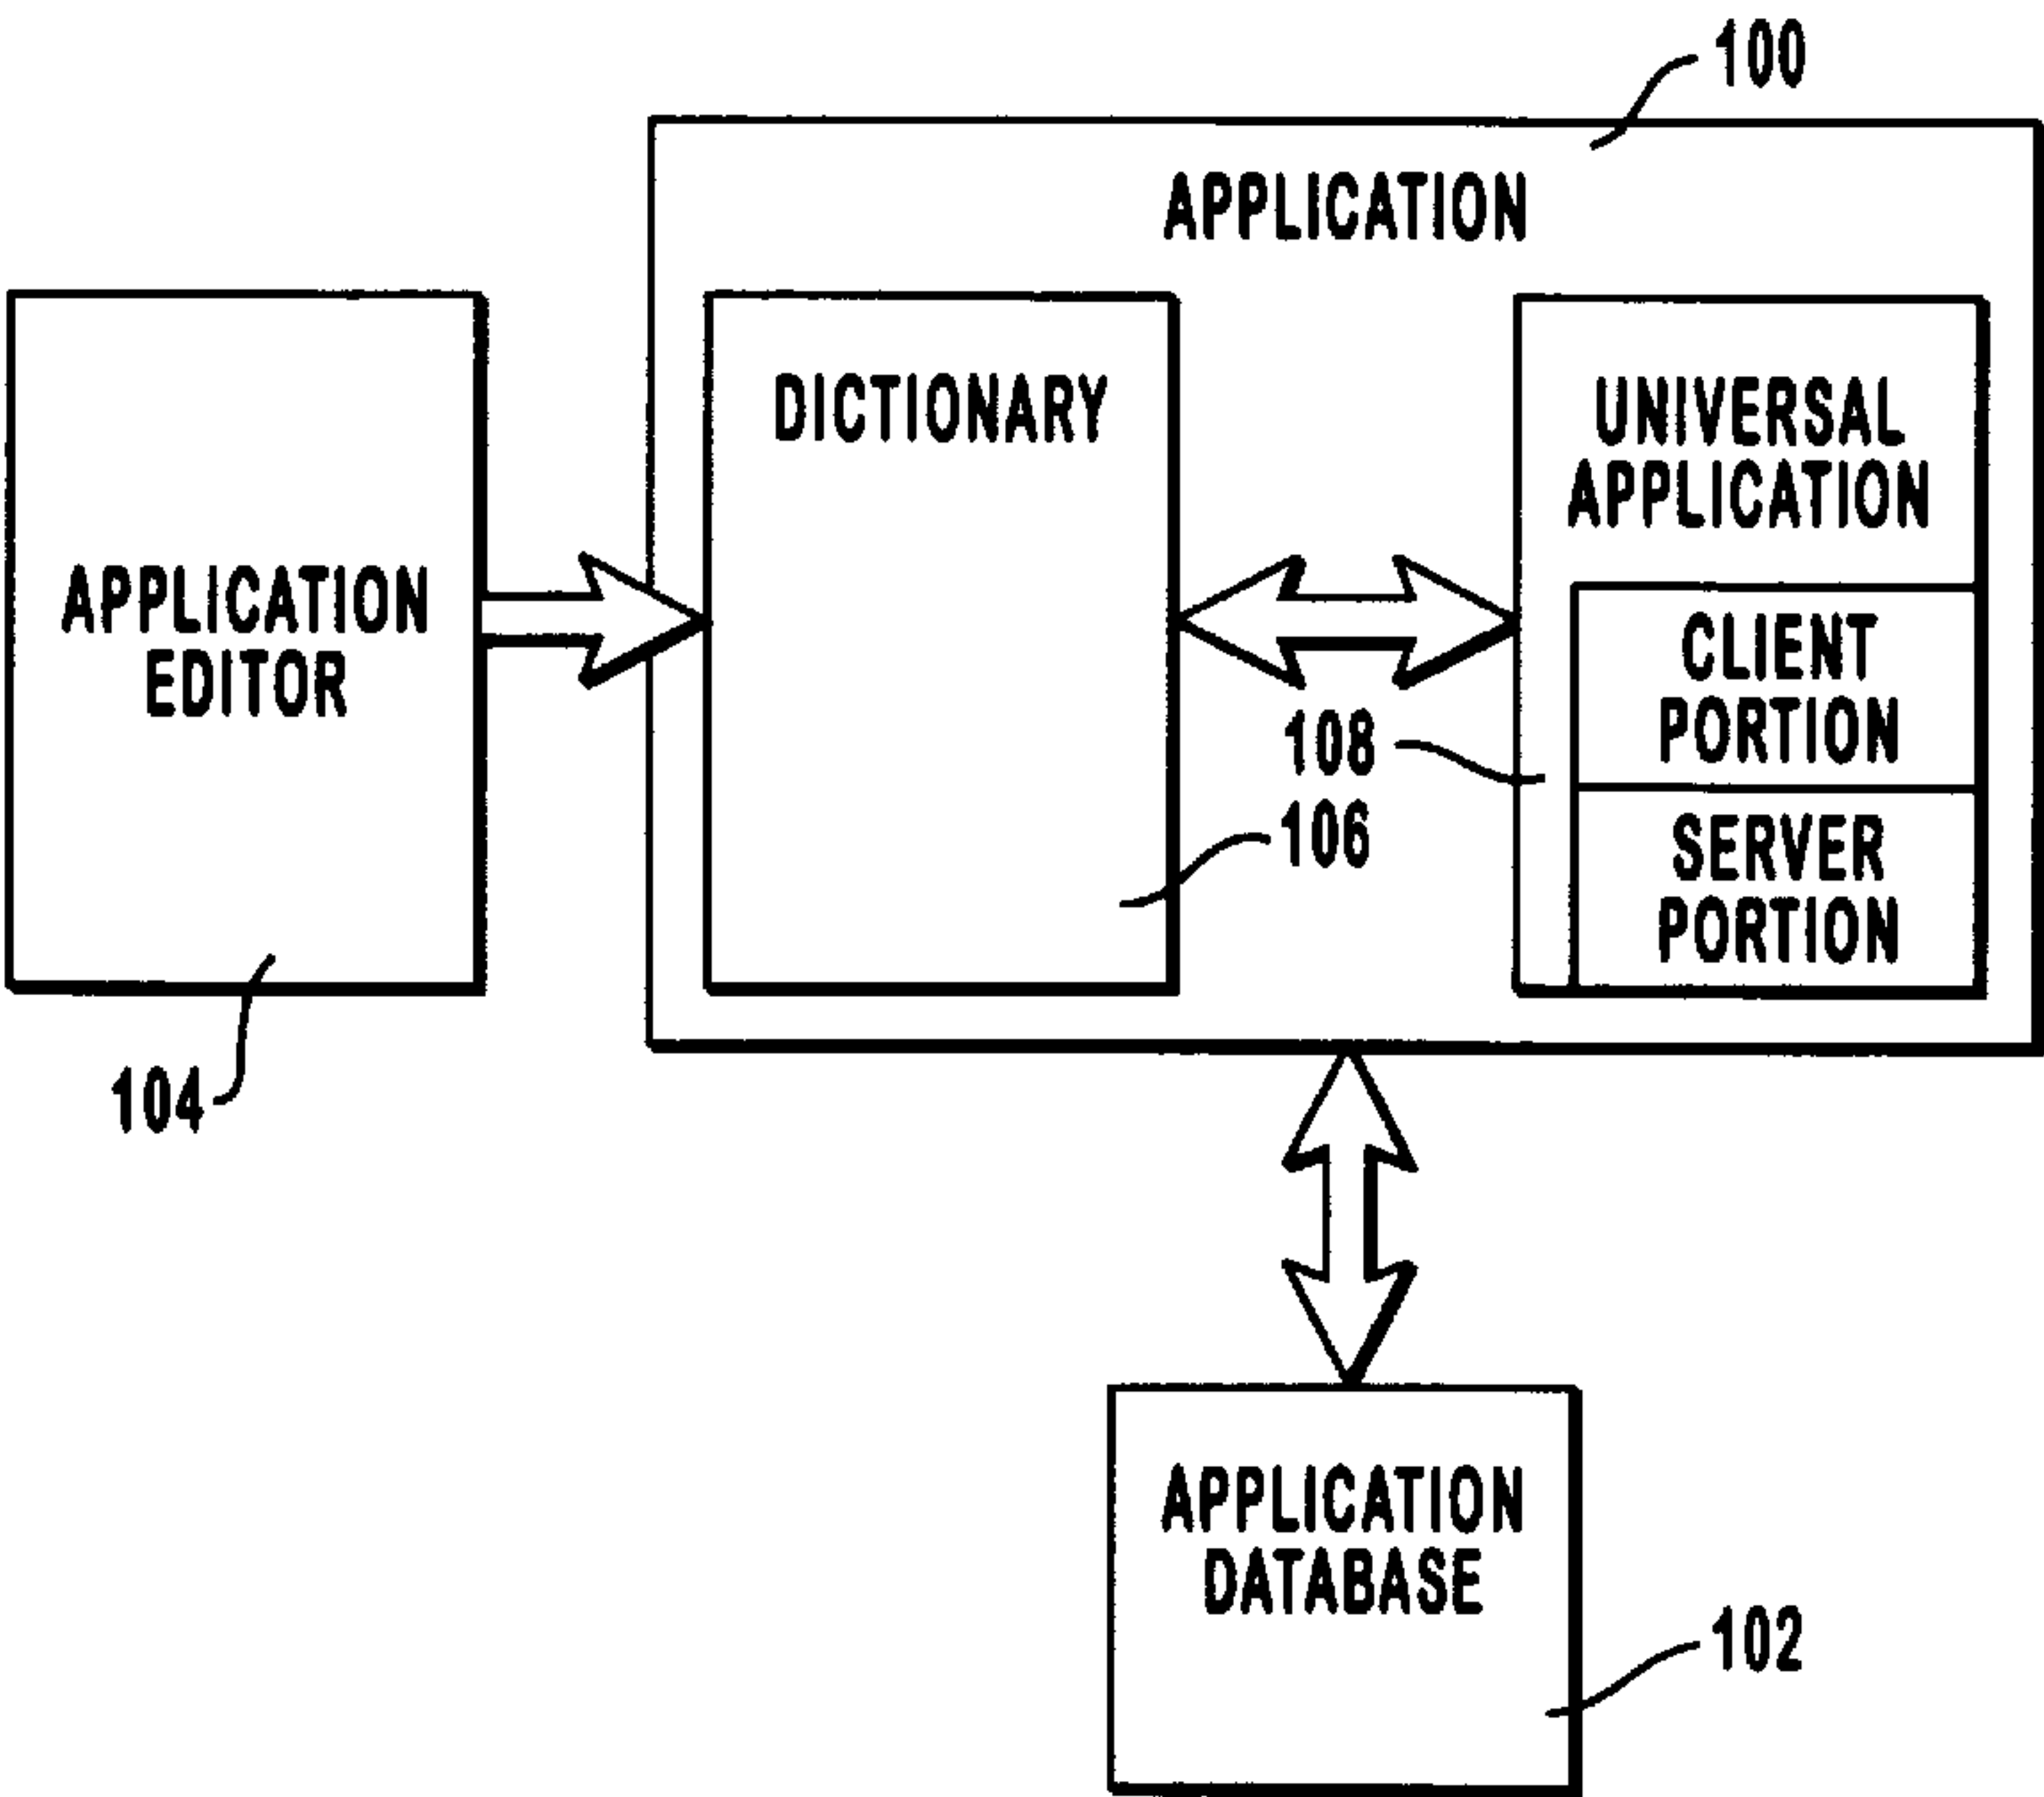 100
APPLICATION
DICTIONARY
UNIVERSAL
APPLICATION
APPLICATION
EDITOR
CLIENT
PORTION
108
106
SERVER
PORTION
104
APPLICATION
DATABASE
102